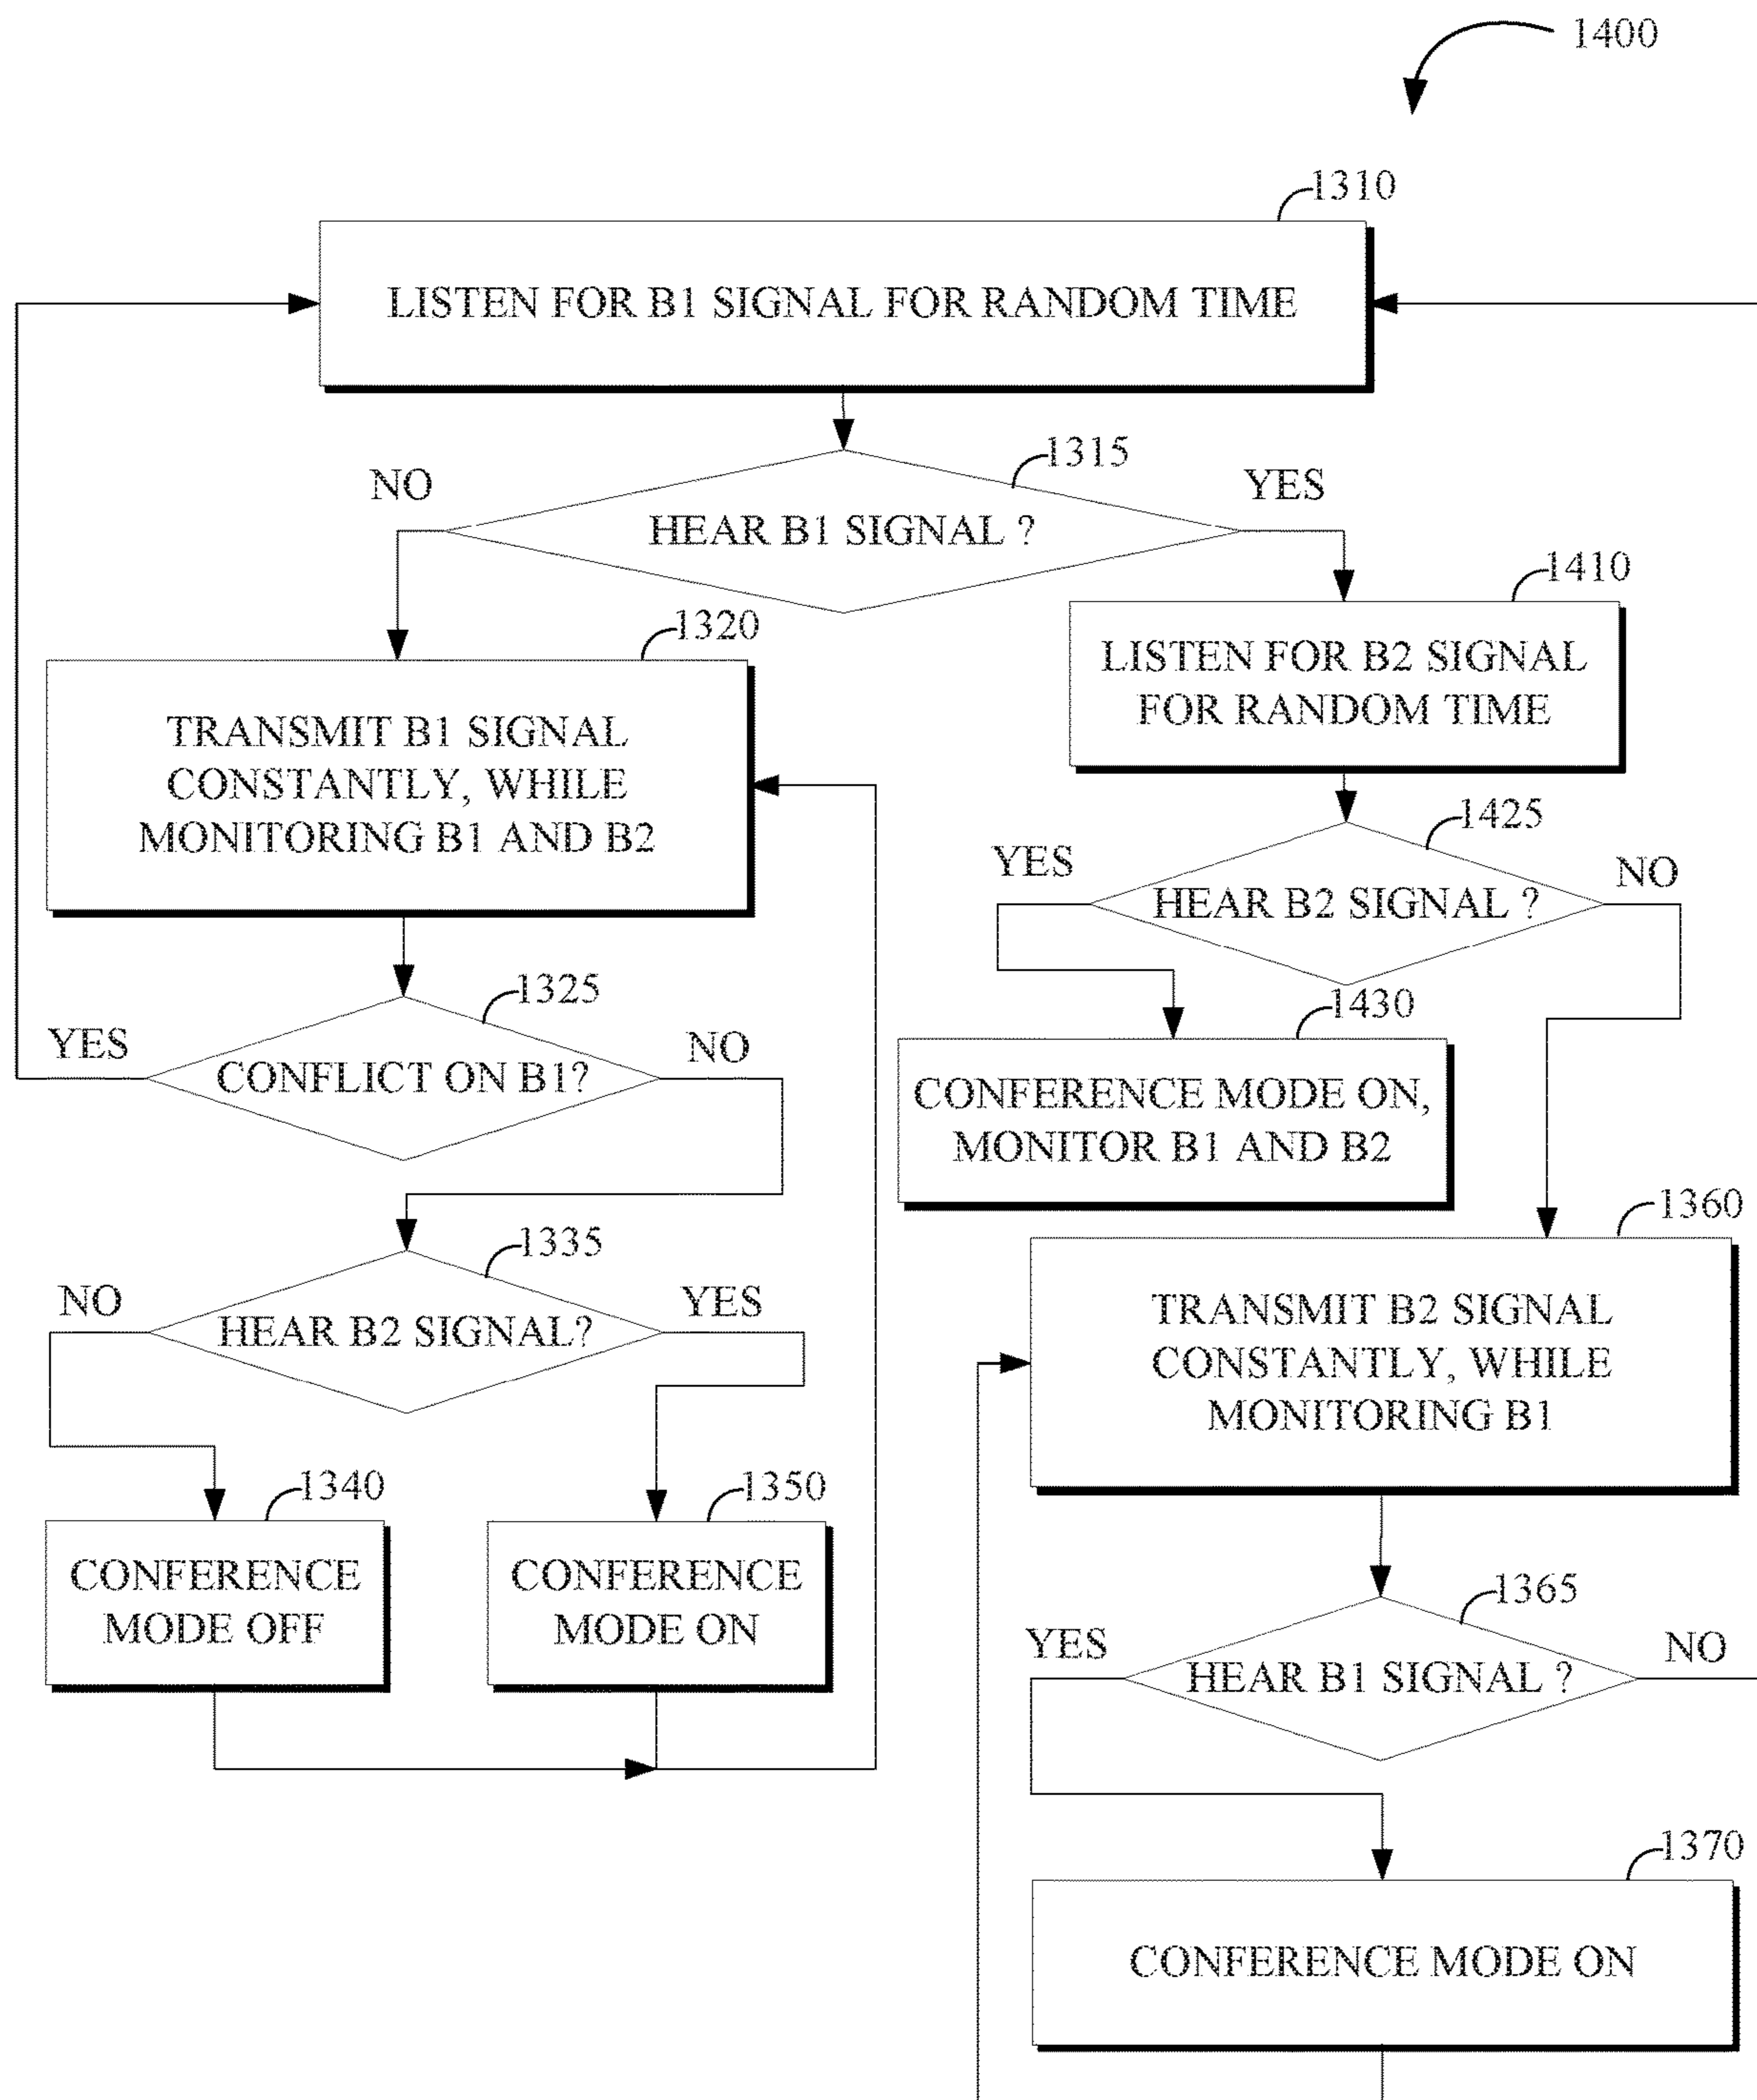 1400
1310
LISTEN FOR B1 SIGNAL FOR RANDOM TIME
1315
NO
YES
HEAR B1 SIGNAL ?
1410
LISTEN FOR B2 SIGNAL
FOR RANDOM TIME
1320
TRANSMIT B1 SIGNAL
CONSTANTLY, WHILE
MONITORING B1 AND B2
1425
YES
NO
HEAR B2 SIGNAL ?
1325
YES
NO
CONFLICT ON B1?
1430
CONFERENCE MODE ON,
MONITOR B1 AND B2
1335
NO
YES
HEAR B2 SIGNAL?
1360
TRANSMIT B2 SIGNAL
CONSTANTLY, WHILE
MONITORING B1
1340
CONFERENCE
MODE OFF
1350
CONFERENCE
MODE ON
1365
YES
NO
HEAR B1 SIGNAL ?
1370
CONFERENCE MODE ON